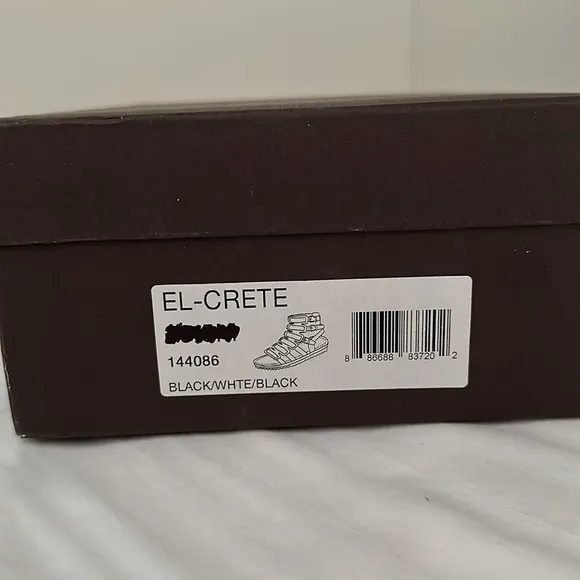 EL-CRETE
144086
BLACK/WHTE/BLACK
8 86688 83720 2